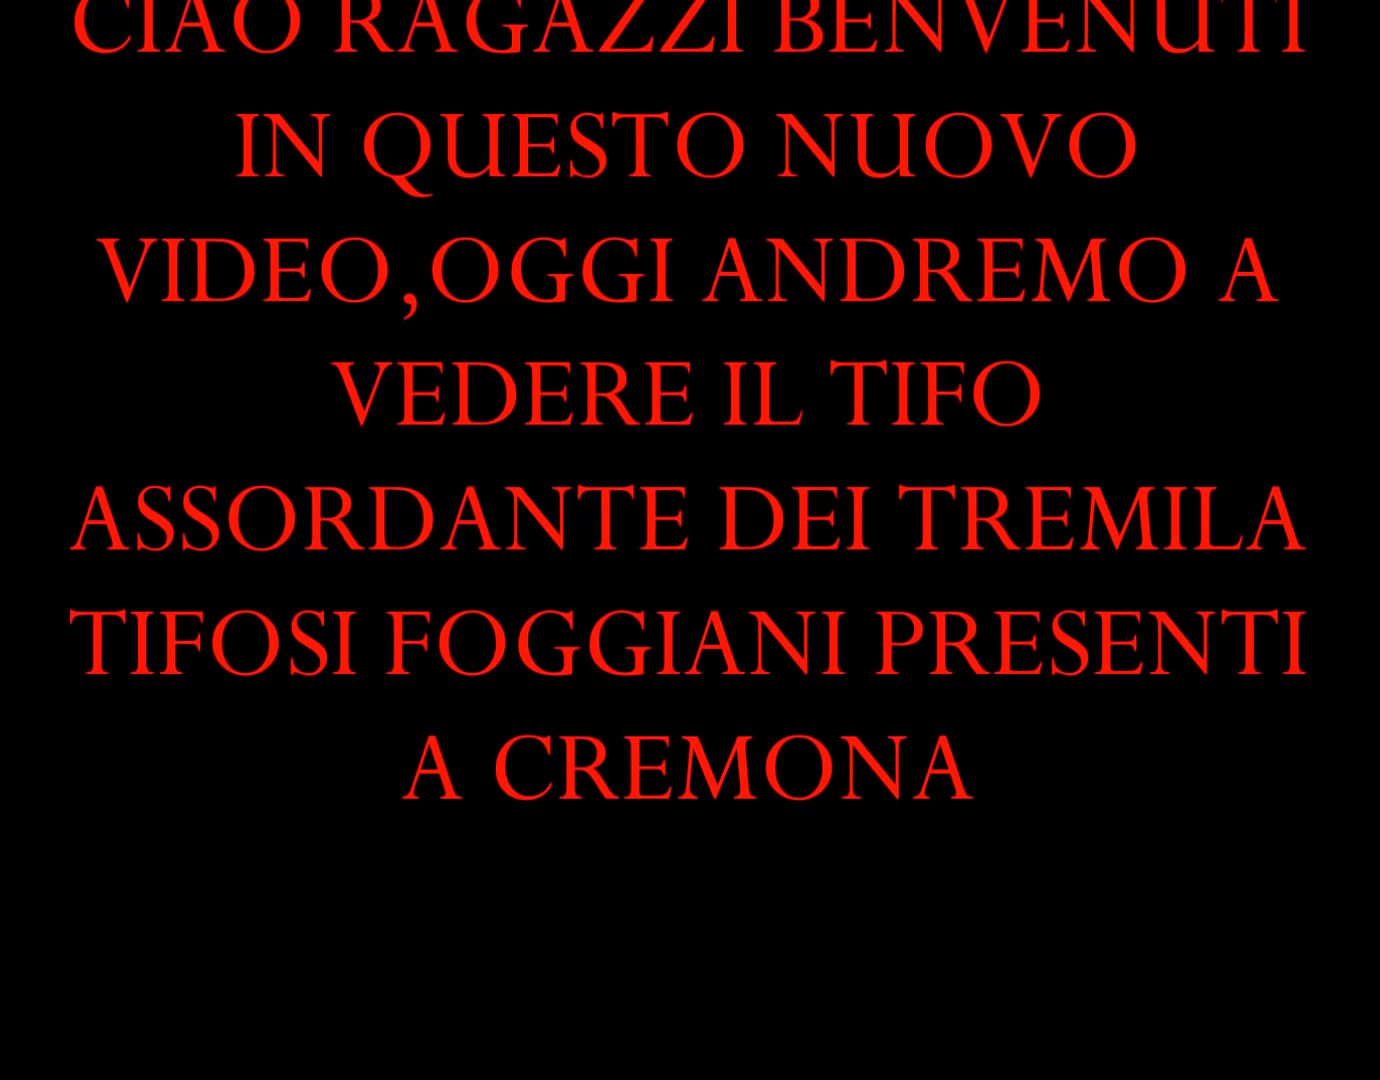 CIAO RAGAZZI BENVENUTI
IN QUESTO NUOVO
VIDEO,OGGI ANDREMO A
VEDERE IL TIFO
ASSORDANTE DEI TREMILA
TIFOSI FOGGIANI PRESENTI
A CREMONA